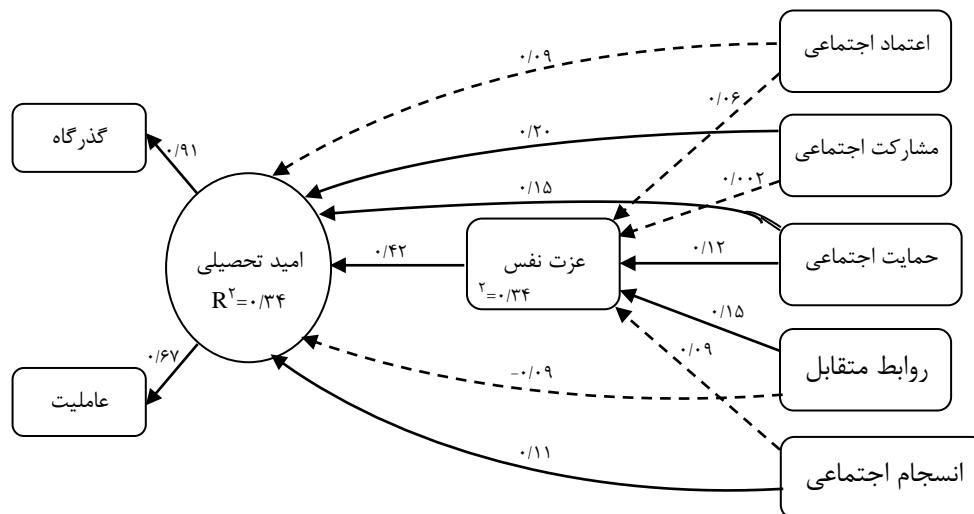 اعتماد اجتماعی
۰/۰۹
۰/۰۶
مشارکت اجتماعی
۰/۲۰
۰/۰۰۲
گذرگاه
۰/۹۱
۰/۱۵
حمایت اجتماعی
۰/۱۲
عزت نفس
۲=۰/۳۴
۰/۴۲
امید تحصیلی
R۲=۰/۳۴
۰/۱۵
روابط متقابل
۰/۰۹
-۰/۰۹
۰/۶۷
عاملیت
انسجام اجتماعی
۰/۱۱